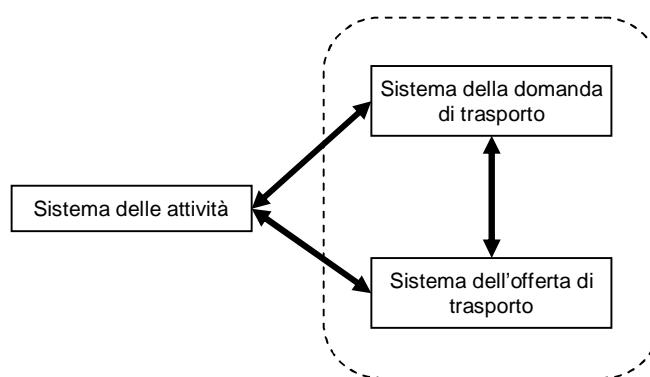 Sistema della domanda
di trasporto
Sistema delle attività
Sistema dell’offerta di
trasporto